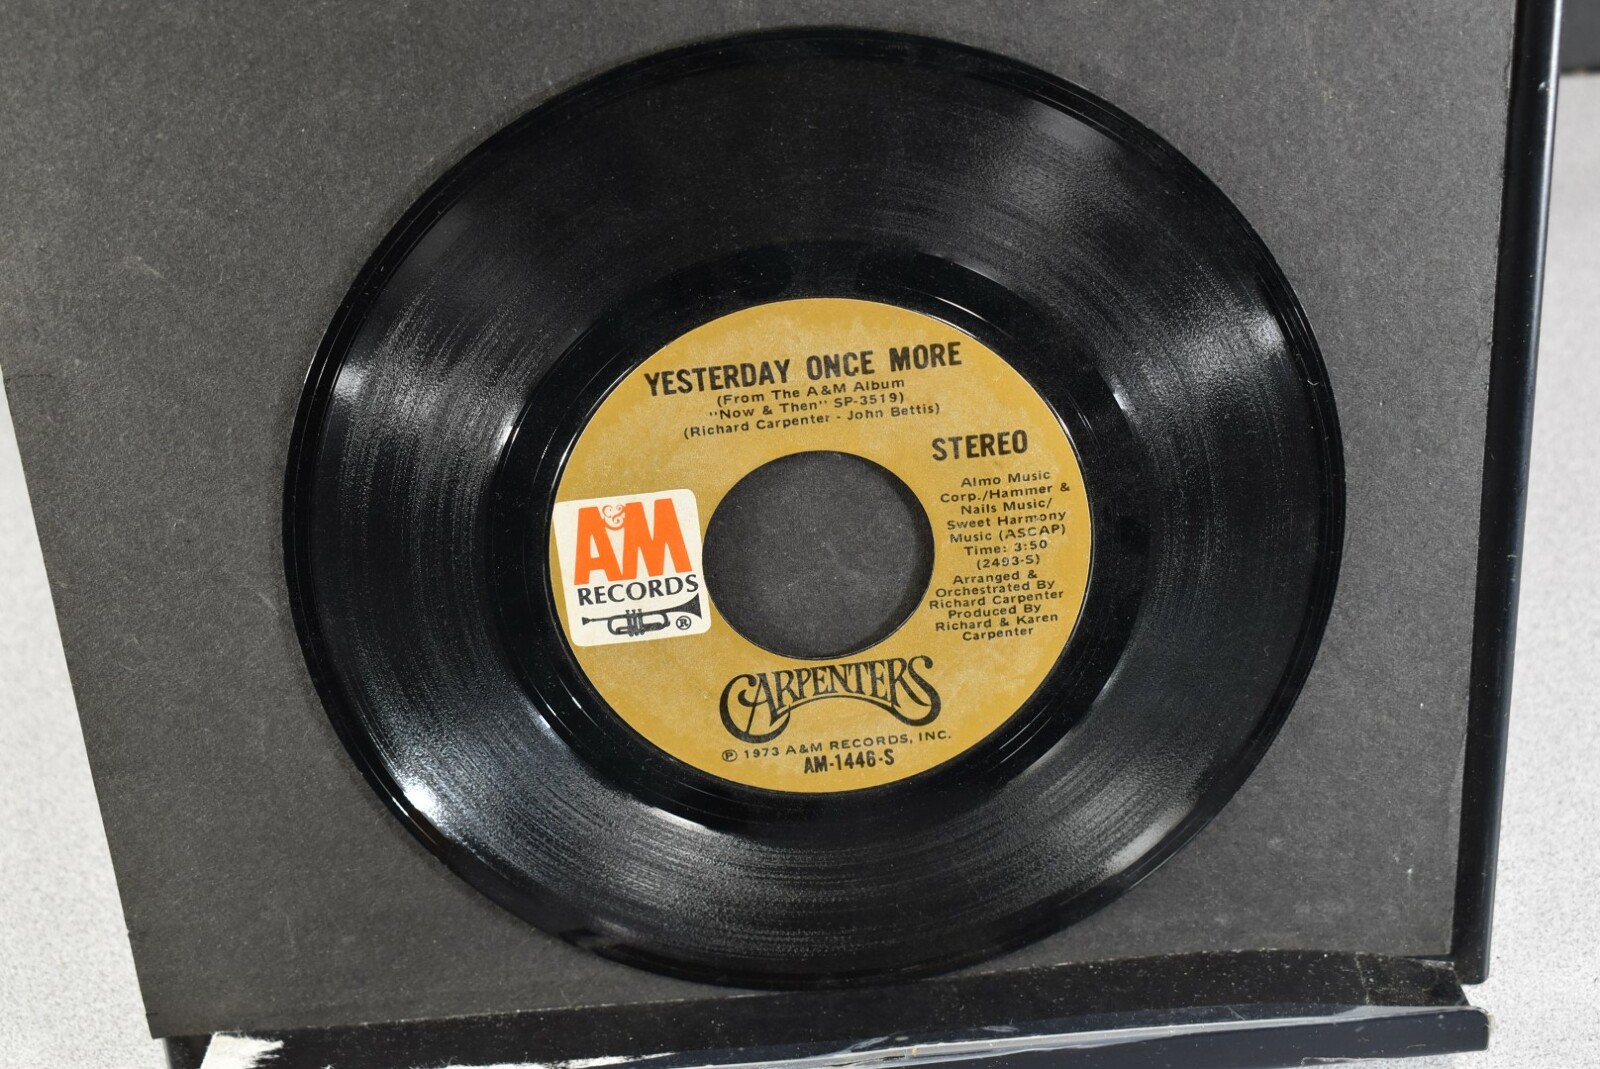 YESTERDAY ONCE MORE
(From The A&M Album
"Now & Then" SP-3519)
(Richard Carpenter - John Bettis)
STEREO
Almo Music
Corp./Hammer &
Nails Music/
Sweet Harmony
Music (ASCAP)
Time: 3:50
(2493-S)
Arranged &
Orchestrated By
Richard Carpenter
Produced By
Richard & Karen
Carpenter
A&M
RECORDS
®
CARPENTERS
℗ 1973 A&M RECORDS, INC.
AM-1446-S